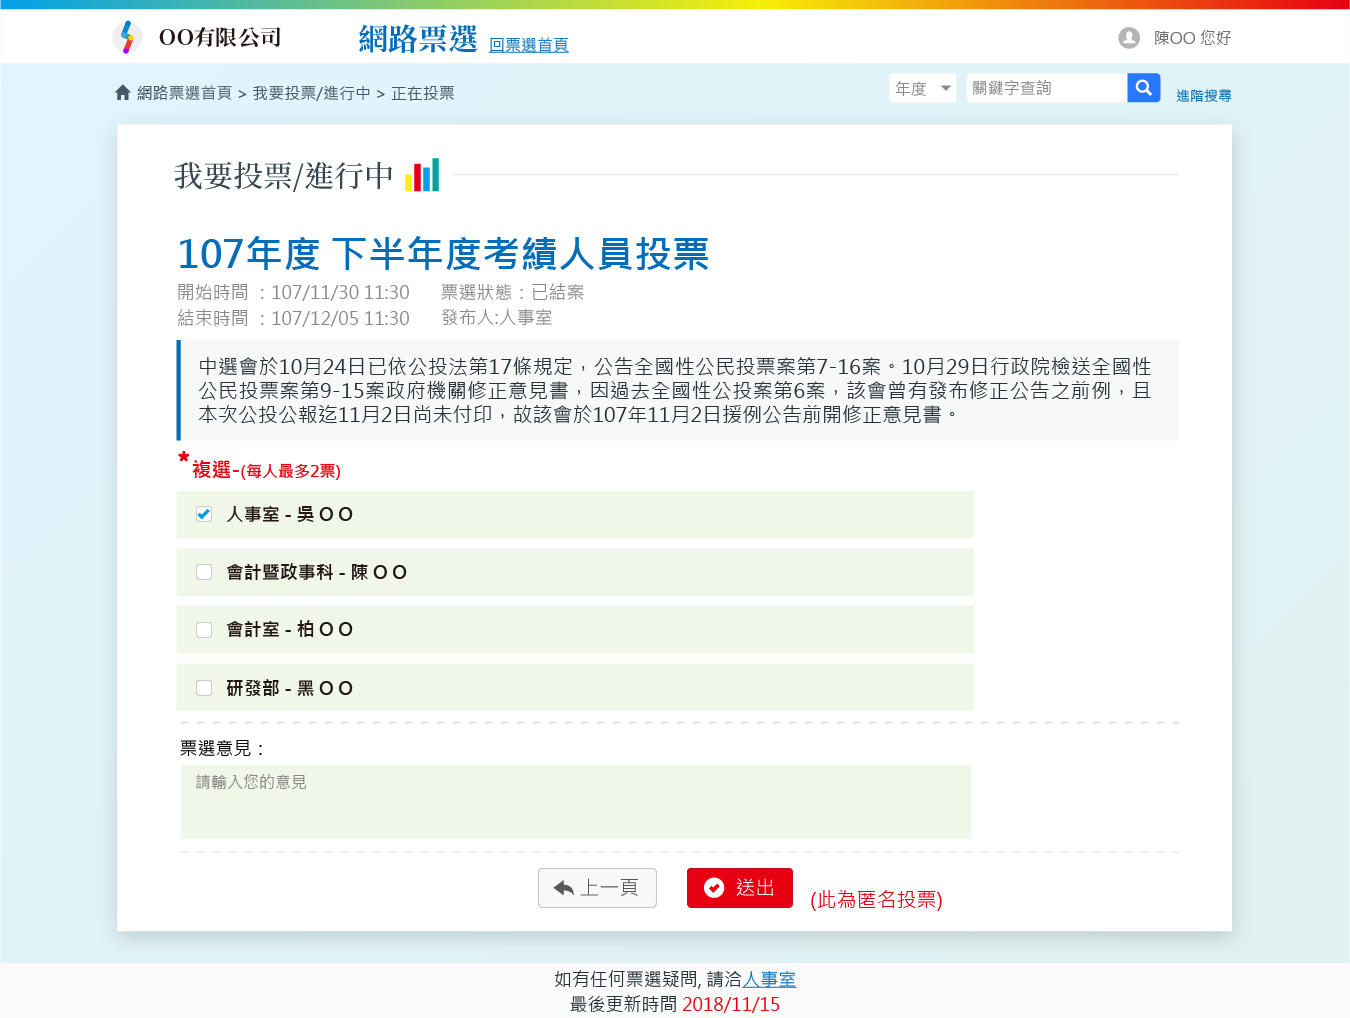 OO有限公司
網路票選 回票選首頁
陳OO 您好
網路票選首頁 > 我要投票/進行中 > 正在投票
年度
關鍵字查詢
進階搜尋
我要投票/進行中
107年度 下半年度考績人員投票
開始時間 ：107/11/30 11:30 票選狀態：已結案
結束時間 ：107/12/05 11:30 發布人:人事室
中選會於10月24日已依公投法第17條規定，公告全國性公民投票案第7-16案。10月29日行政院檢送全國性
公民投票案第9-15案政府機關修正意見書，因過去全國性公投案第6案，該會曾有發布修正公告之前例，且
本次公投公報迄11月2日尚未付印，故該會於107年11月2日援例公告前開修正意見書。
*複選-(每人最多2票)
人事室 - 吳 O O
會計暨政事科 - 陳 O O
會計室 - 柏 O O
研發部 - 黑 O O
票選意見：
請輸入您的意見
上一頁
送出
(此為匿名投票)
如有任何票選疑問, 請洽人事室
最後更新時間 2018/11/15